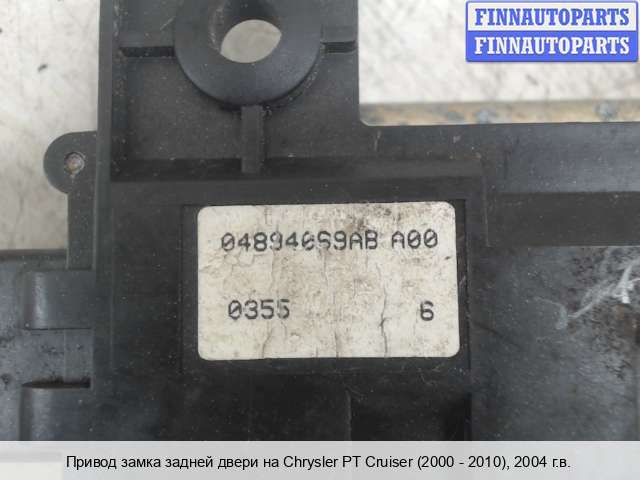 FINNAUTOPARTS
FINNAUTOPARTS
04894069AB A00
0355 6
Привод замка задней двери на Chrysler PT Cruiser (2000 - 2010), 2004 г.в.